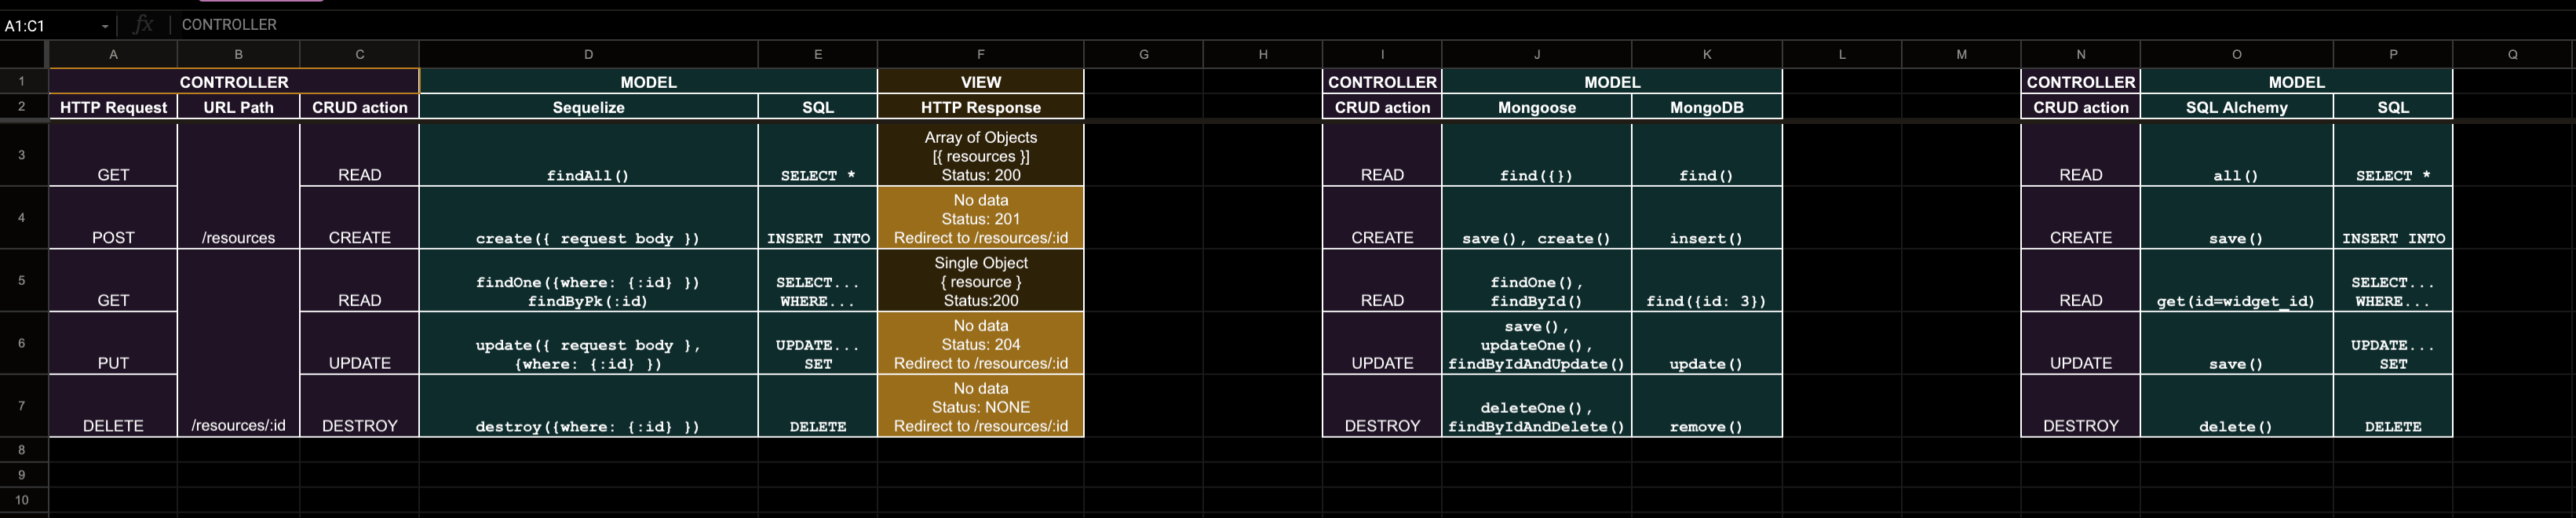 A1:C1
fx
CONTROLLER
A B C D E F G H I J K L M N O P Q
1 CONTROLLER MODEL VIEW CONTROLLER MODEL CONTROLLER MODEL
2 HTTP Request URL Path CRUD action Sequelize SQL HTTP Response CRUD action Mongoose MongoDB CRUD action SQL Alchemy SQL
3
GET
READ
findAll()
SELECT *
Array of Objects
[{ resources }]
Status: 200
READ
find({})
find()
READ
all()
SELECT *
4
POST
/resources
CREATE
create({ request body })
INSERT INTO
No data
Status: 201
Redirect to /resources/:id
CREATE
save(), create()
insert()
CREATE
save()
INSERT INTO
5
GET
READ
findOne({where: {:id} })
findByPk(:id)
SELECT...
WHERE...
Single Object
{ resource }
Status:200
READ
findOne(),
findById()
find({id: 3})
READ
get(id=widget_id)
SELECT...
WHERE...
6
PUT
UPDATE
update({ request body },
{where: {:id} })
UPDATE...
SET
No data
Status: 204
Redirect to /resources/:id
UPDATE
save(),
updateOne(),
findByIdAndUpdate()
update()
UPDATE
save()
UPDATE...
SET
7
DELETE
/resources/:id
DESTROY
destroy({where: {:id} })
DELETE
No data
Status: NONE
Redirect to /resources/:id
DESTROY
deleteOne(),
findByIdAndDelete()
remove()
DESTROY
delete()
DELETE
8
9
10